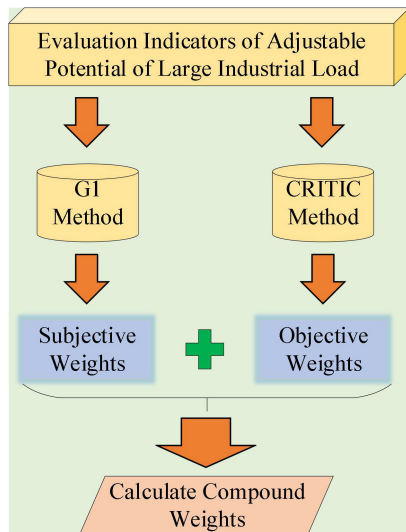 Evaluation Indicators of Adjustable
Potential of Large Industrial Load
G1
Method
CRITIC
Method
Subjective
Weights
Objective
Weights
Calculate Compound
Weights